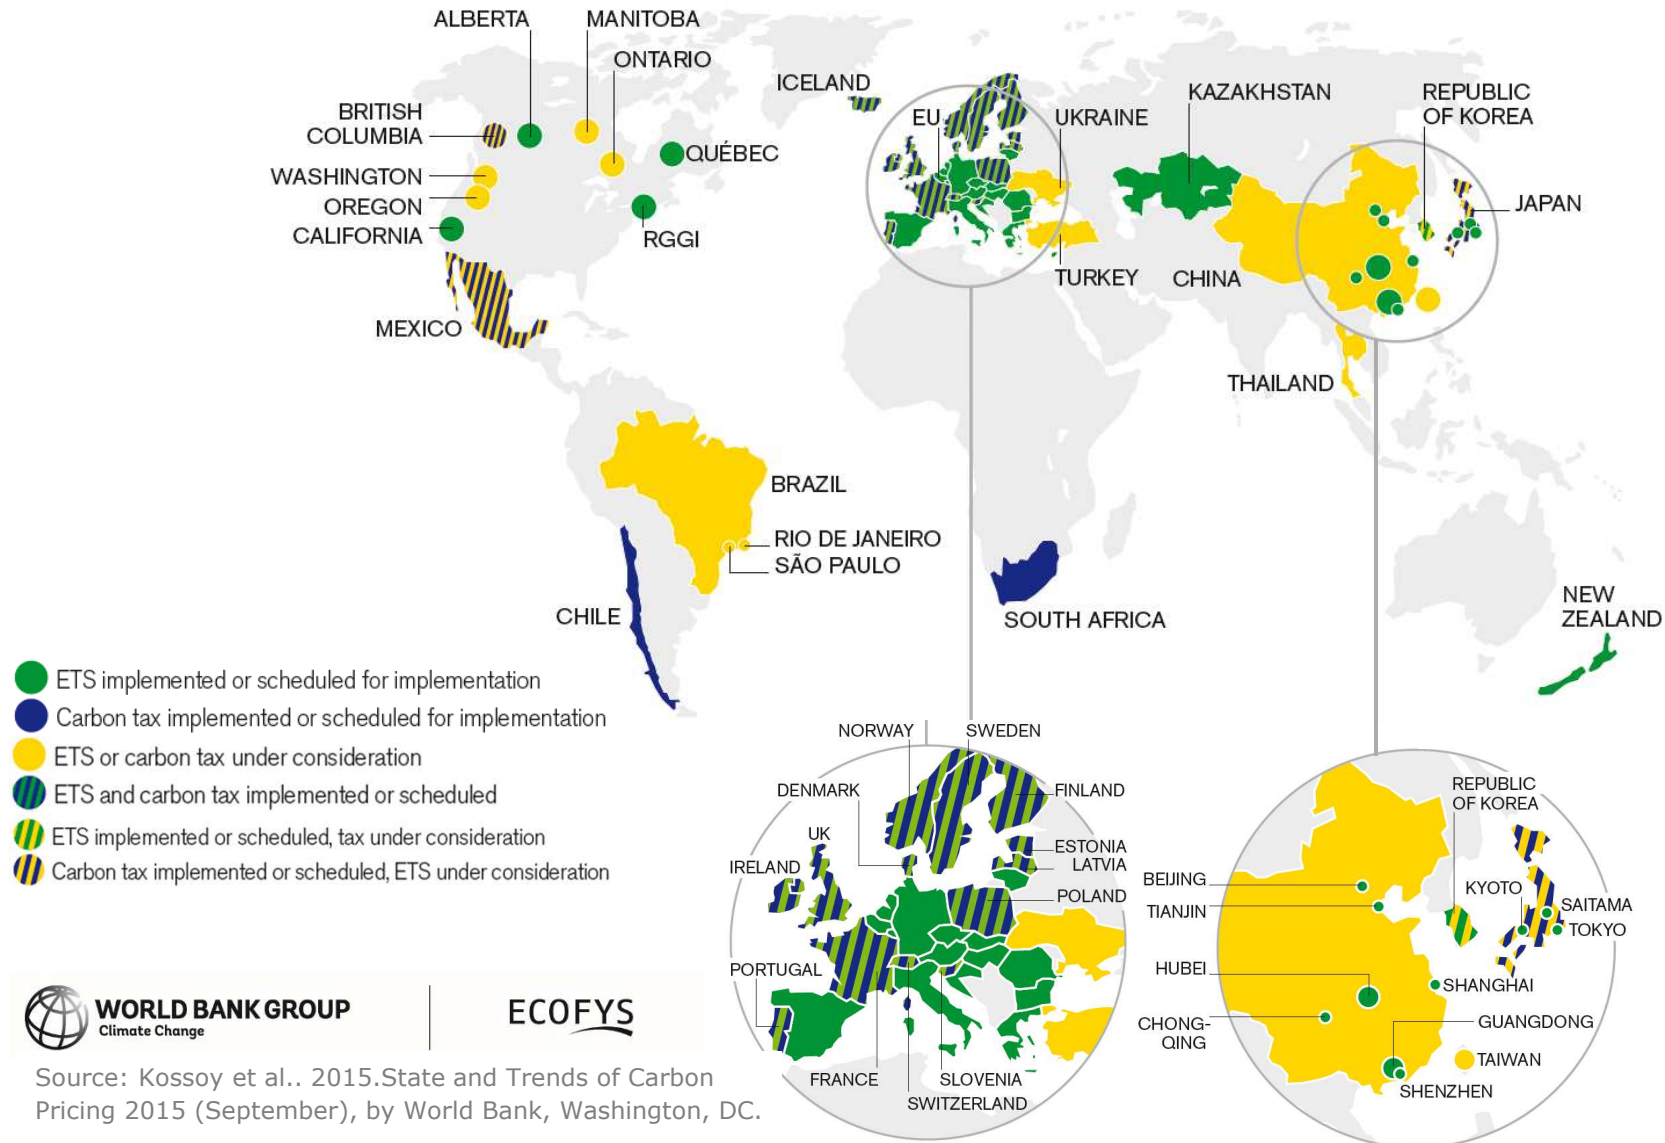 ALBERTA
MANITOBA
ONTARIO
BRITISH
COLUMBIA
QUÉBEC
WASHINGTON
OREGON
CALIFORNIA
RGGI
MEXICO
ICELAND
EU
UKRAINE
KAZAKHSTAN
REPUBLIC
OF KOREA
JAPAN
TURKEY
CHINA
THAILAND
BRAZIL
RIO DE JANEIRO
SÃO PAULO
CHILE
SOUTH AFRICA
NEW
ZEALAND
ETS implemented or scheduled for implementation
Carbon tax implemented or scheduled for implementation
ETS or carbon tax under consideration
ETS and carbon tax implemented or scheduled
ETS implemented or scheduled, tax under consideration
Carbon tax implemented or scheduled, ETS under consideration
NORWAY
SWEDEN
DENMARK
FINLAND
UK
ESTONIA
LATVIA
IRELAND
POLAND
PORTUGAL
FRANCE
SLOVENIA
SWITZERLAND
REPUBLIC
OF KOREA
BEIJING
KYOTO
SAITAMA
TIANJIN
TOKYO
HUBEI
SHANGHAI
CHONG-
QING
GUANGDONG
TAIWAN
SHENZHEN
WORLD BANK GROUP
Climate Change
ECOFYS
Source: Kossoy et al.. 2015.State and Trends of Carbon
Pricing 2015 (September), by World Bank, Washington, DC.